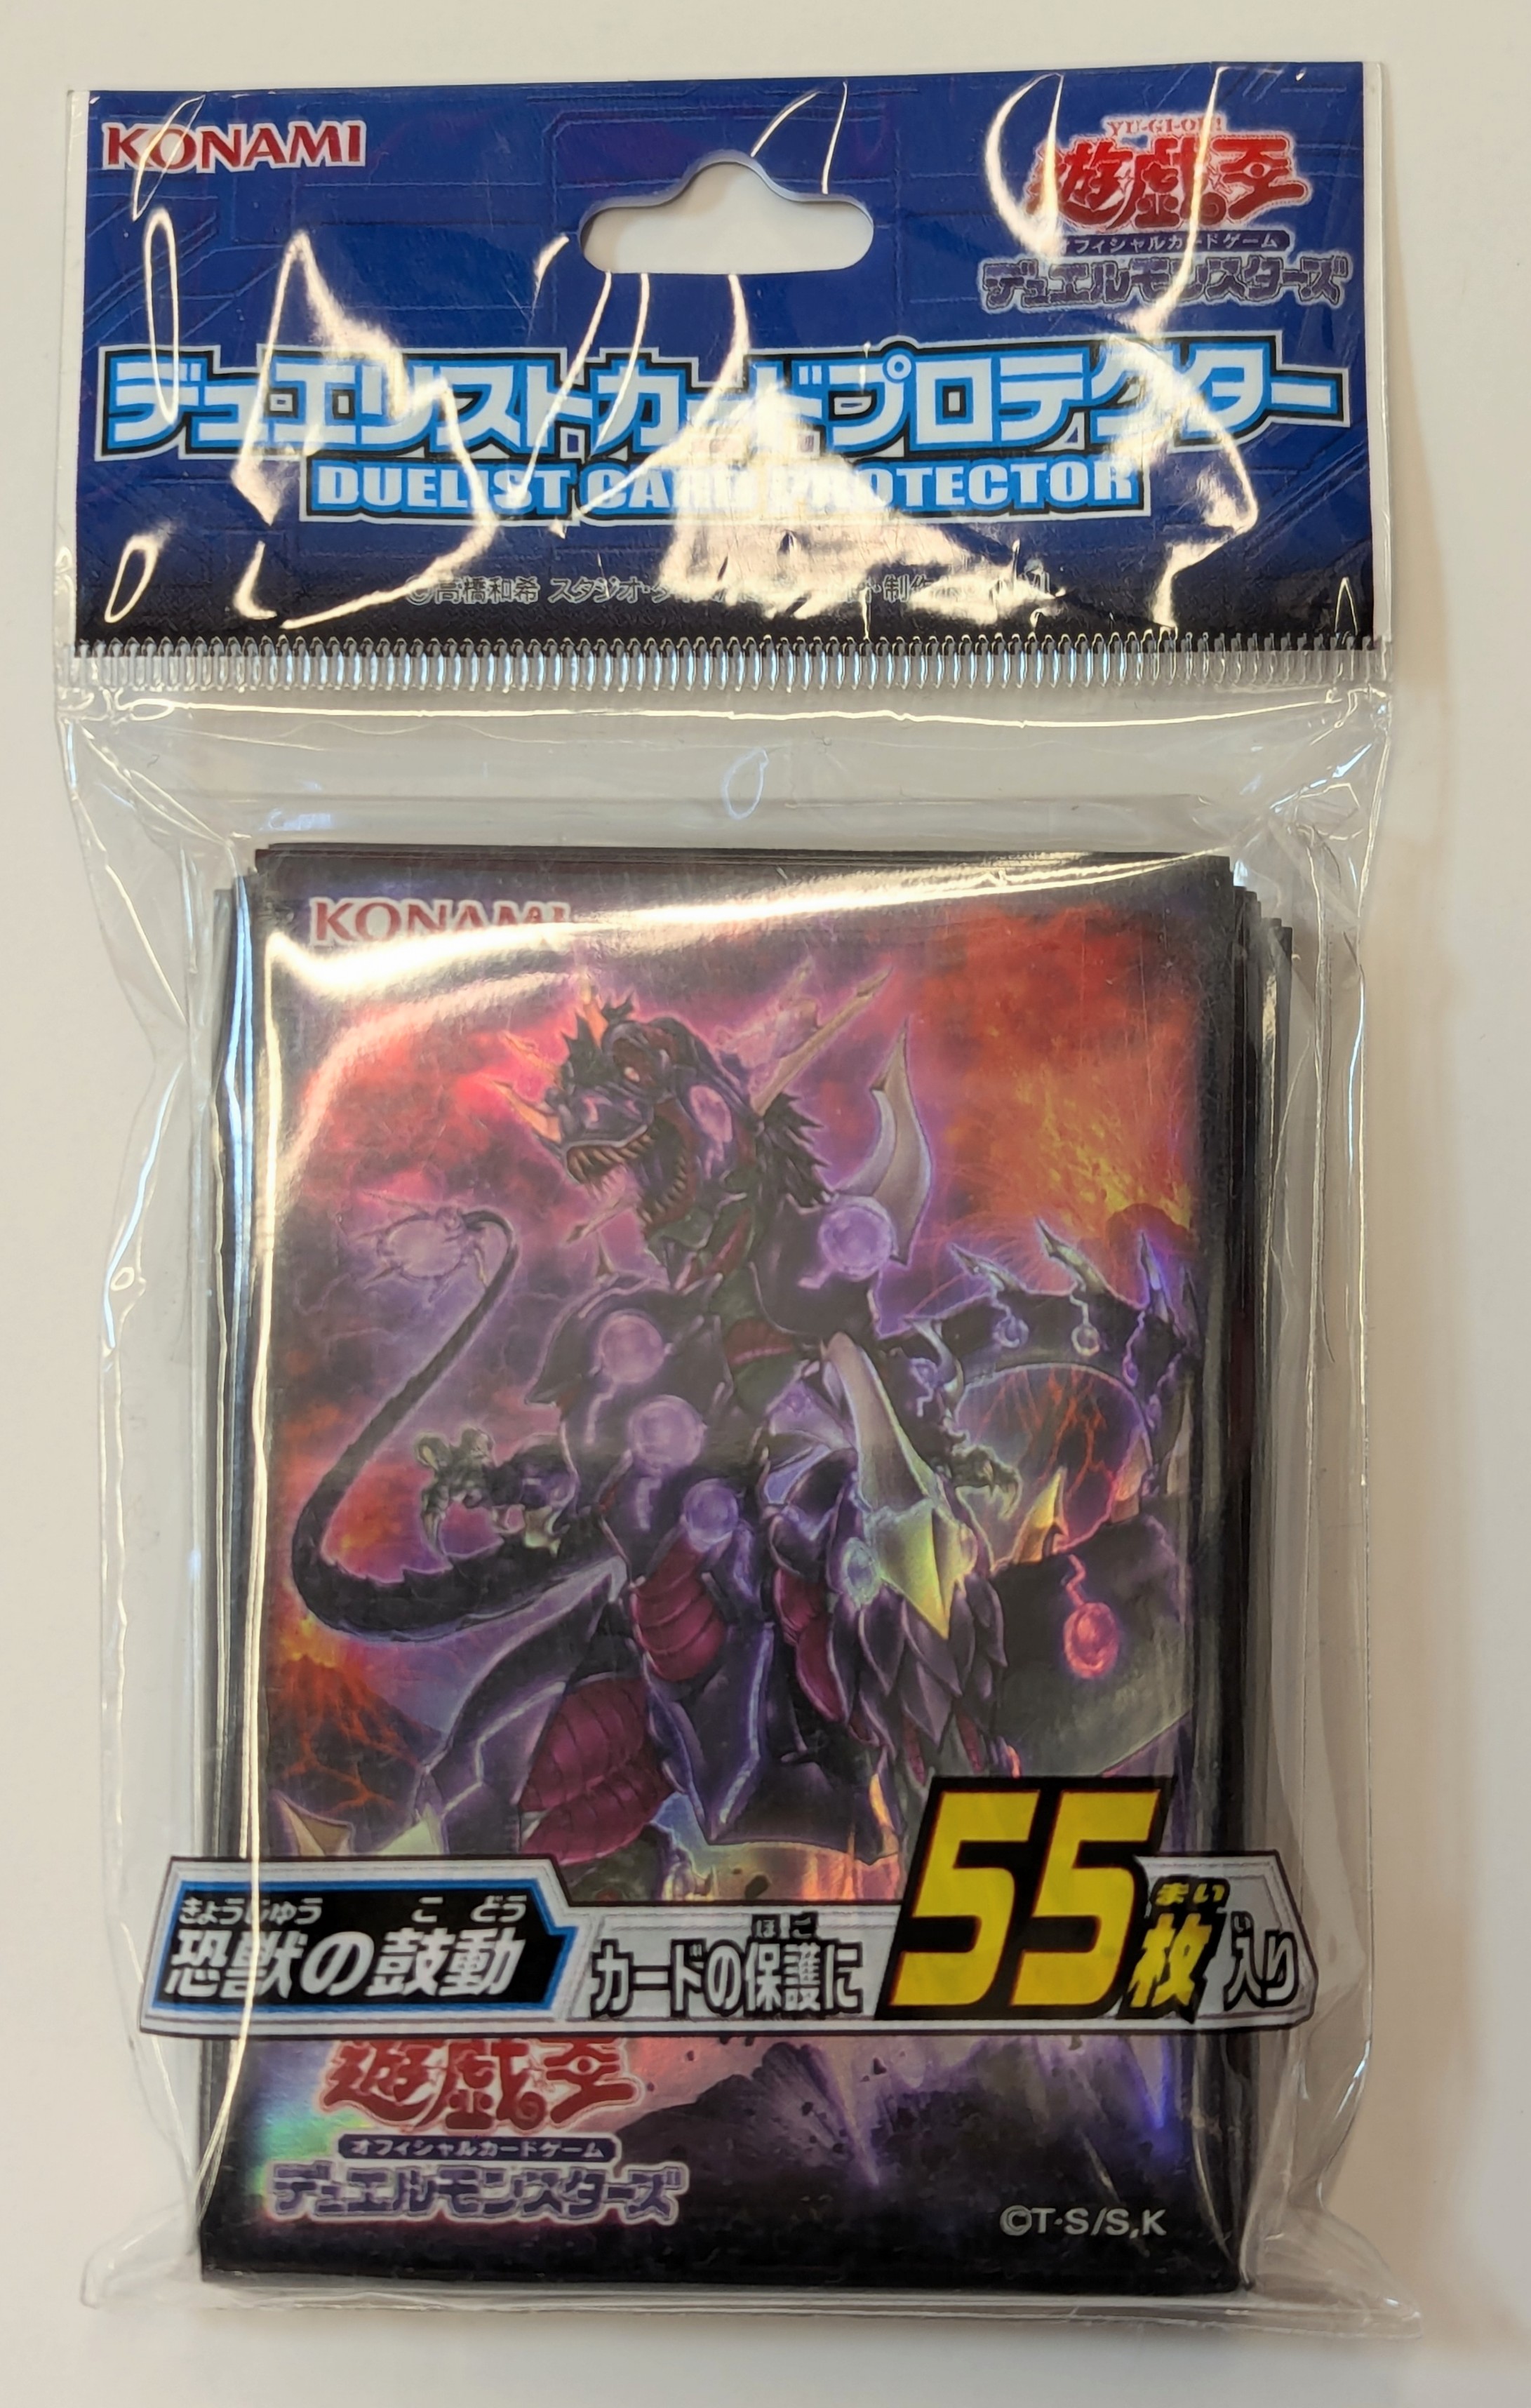 KONAMI
YU-GI-OH!
遊戯王
オフィシャルカードゲーム
デュエルモンスターズ
デュエリストカードプロテクター
DUELIST CARD PROTECTOR
©高橋和希 スタジオ・
KONAMI
きょうじゅう こ どう
恐獣の鼓動
ほ ご
カードの保護に
まい い
55枚入り
遊戯王
オフィシャルカードゲーム
デュエルモンスターズ
©T·S/S,K